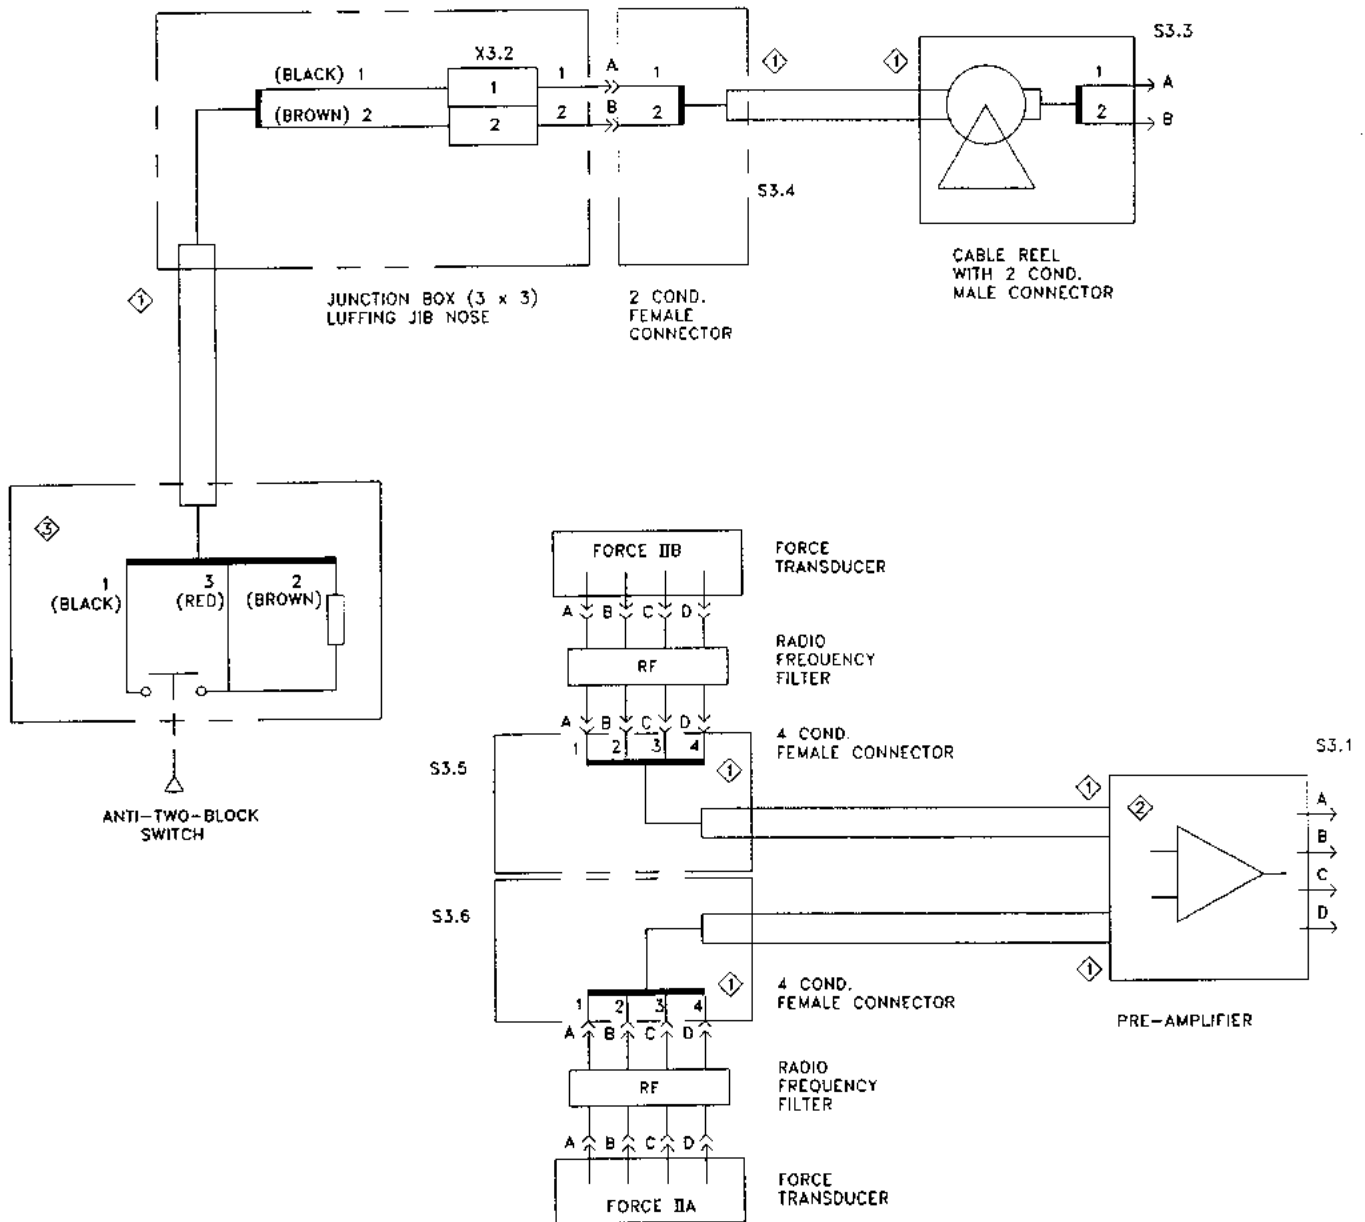 S3.3
X3.2
(BLACK) 1
1
1
A
1
1
1
1
A
(BROWN) 2
2
2
B
2
2
B
S3.4
CABLE REEL
WITH 2 COND.
MALE CONNECTOR
1
JUNCTION BOX (3 x 3)
LUFFING JIB NOSE
2 COND.
FEMALE
CONNECTOR
3
1
(BLACK)
3
(RED)
2
(BROWN)
ANTI-TWO-BLOCK
SWITCH
FORCE IIB
FORCE
TRANSDUCER
A B C D
RF
RADIO
FREQUENCY
FILTER
A B C D
1 2 3 4
4 COND.
FEMALE CONNECTOR
S3.5
1
1
S3.1
2
A
B
C
D
S3.6
1
1
4 COND.
FEMALE CONNECTOR
PRE-AMPLIFIER
1 2 3 4
A B C D
RF
RADIO
FREQUENCY
FILTER
A B C D
FORCE IIA
FORCE
TRANSDUCER